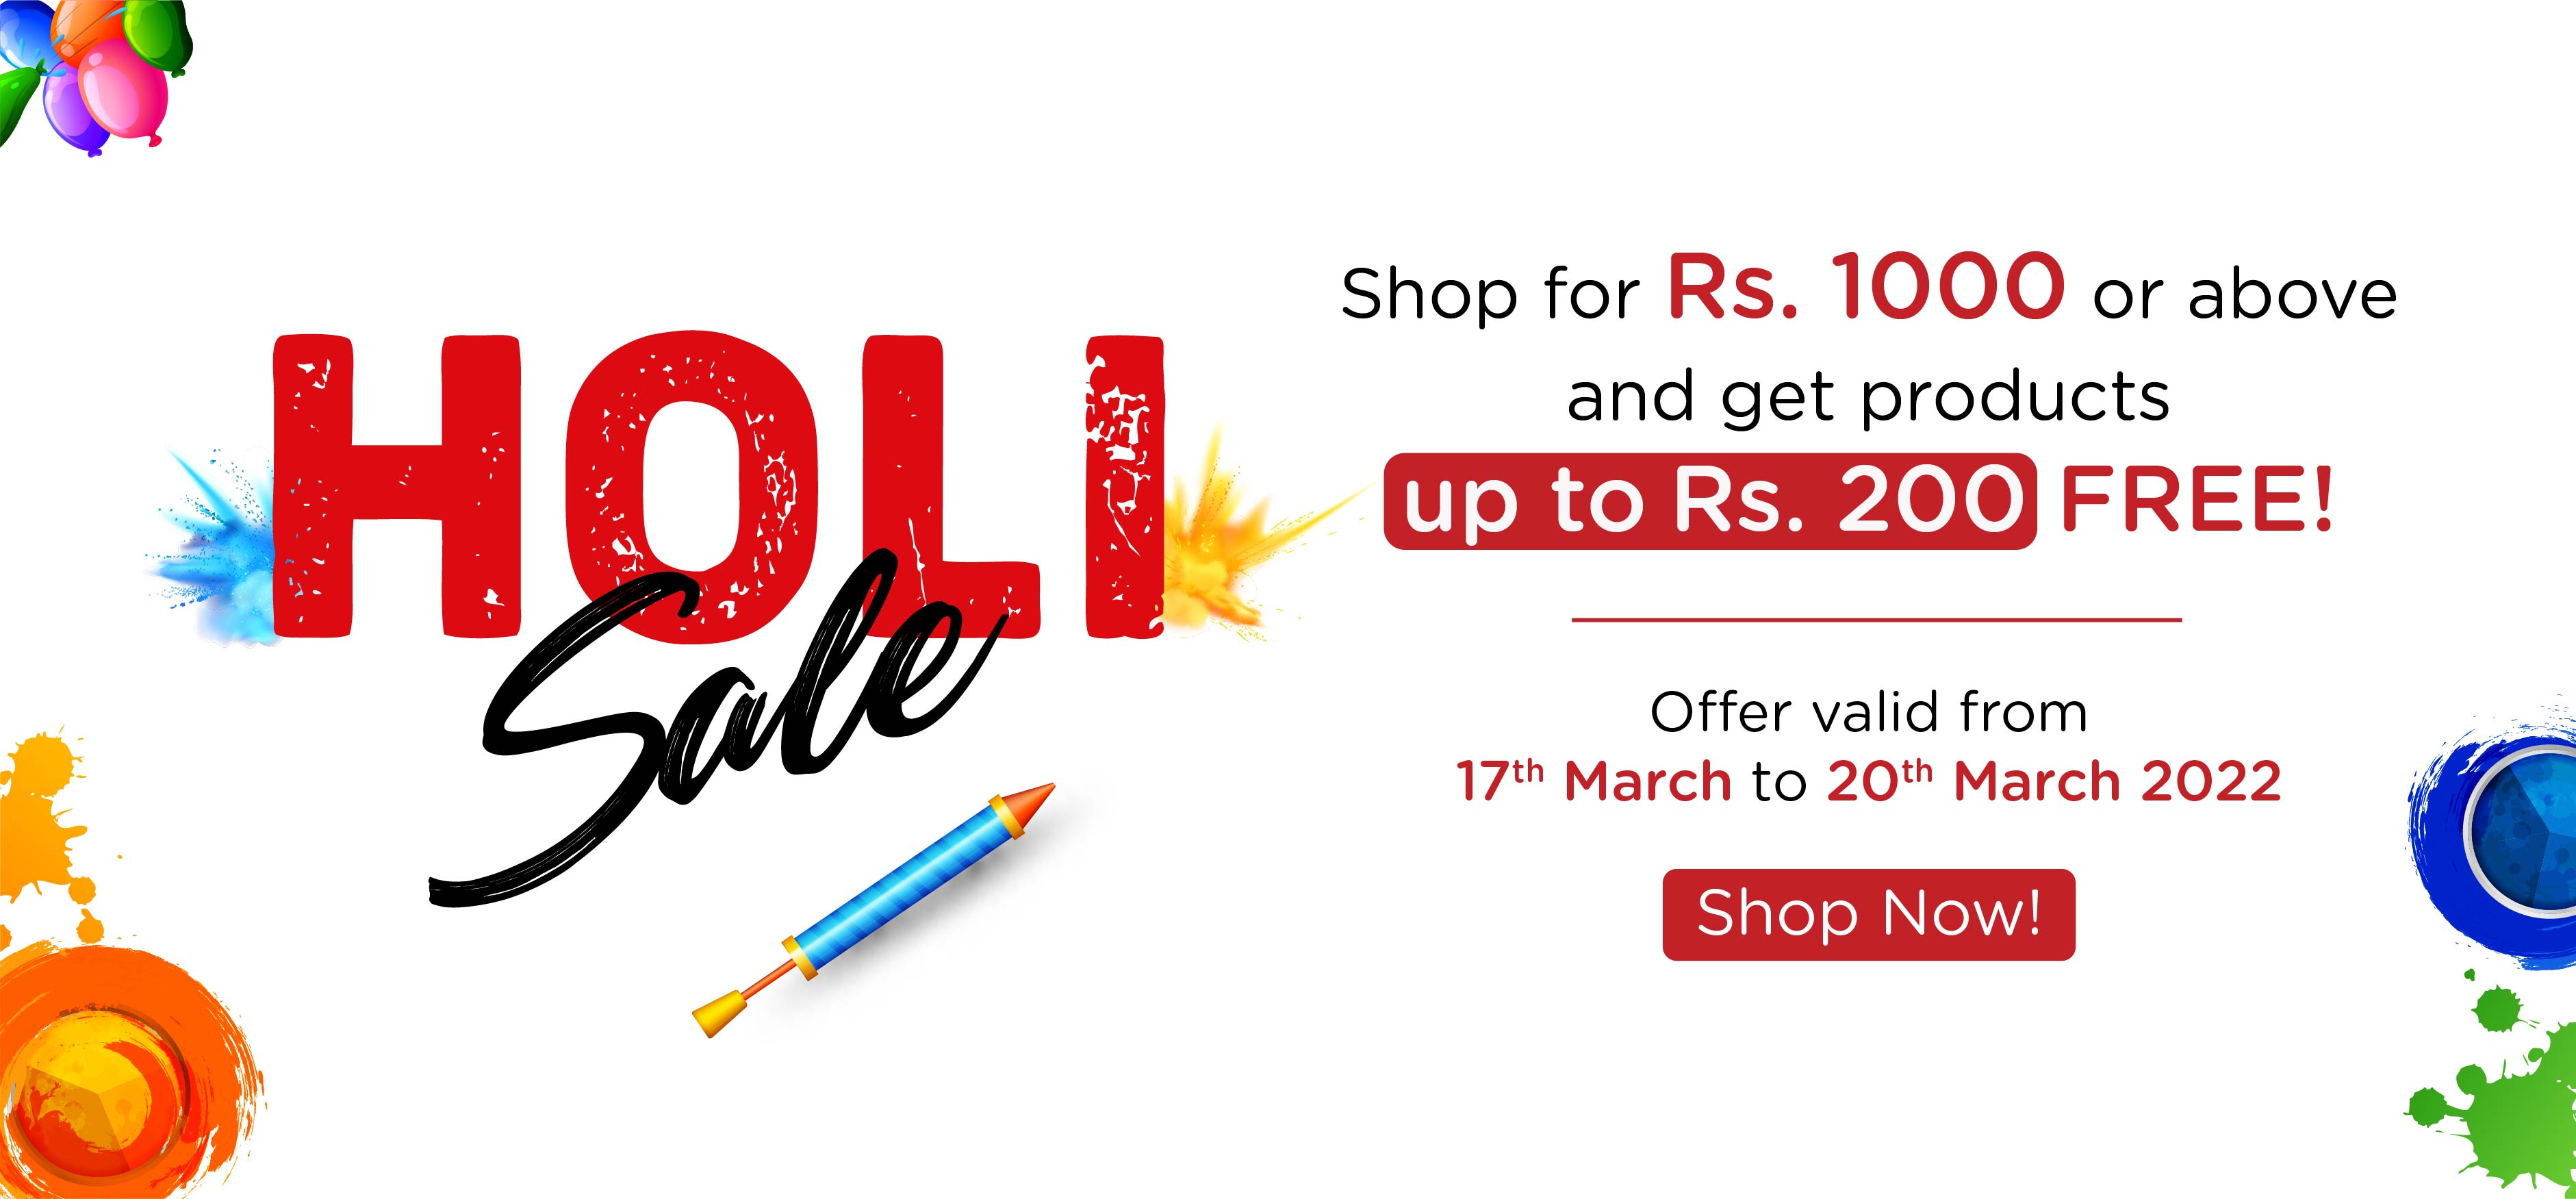 HOLI
Sale
Shop for Rs. 1000 or above
and get products
up to Rs. 200 FREE!
Offer valid from
17th March to 20th March 2022
Shop Now!